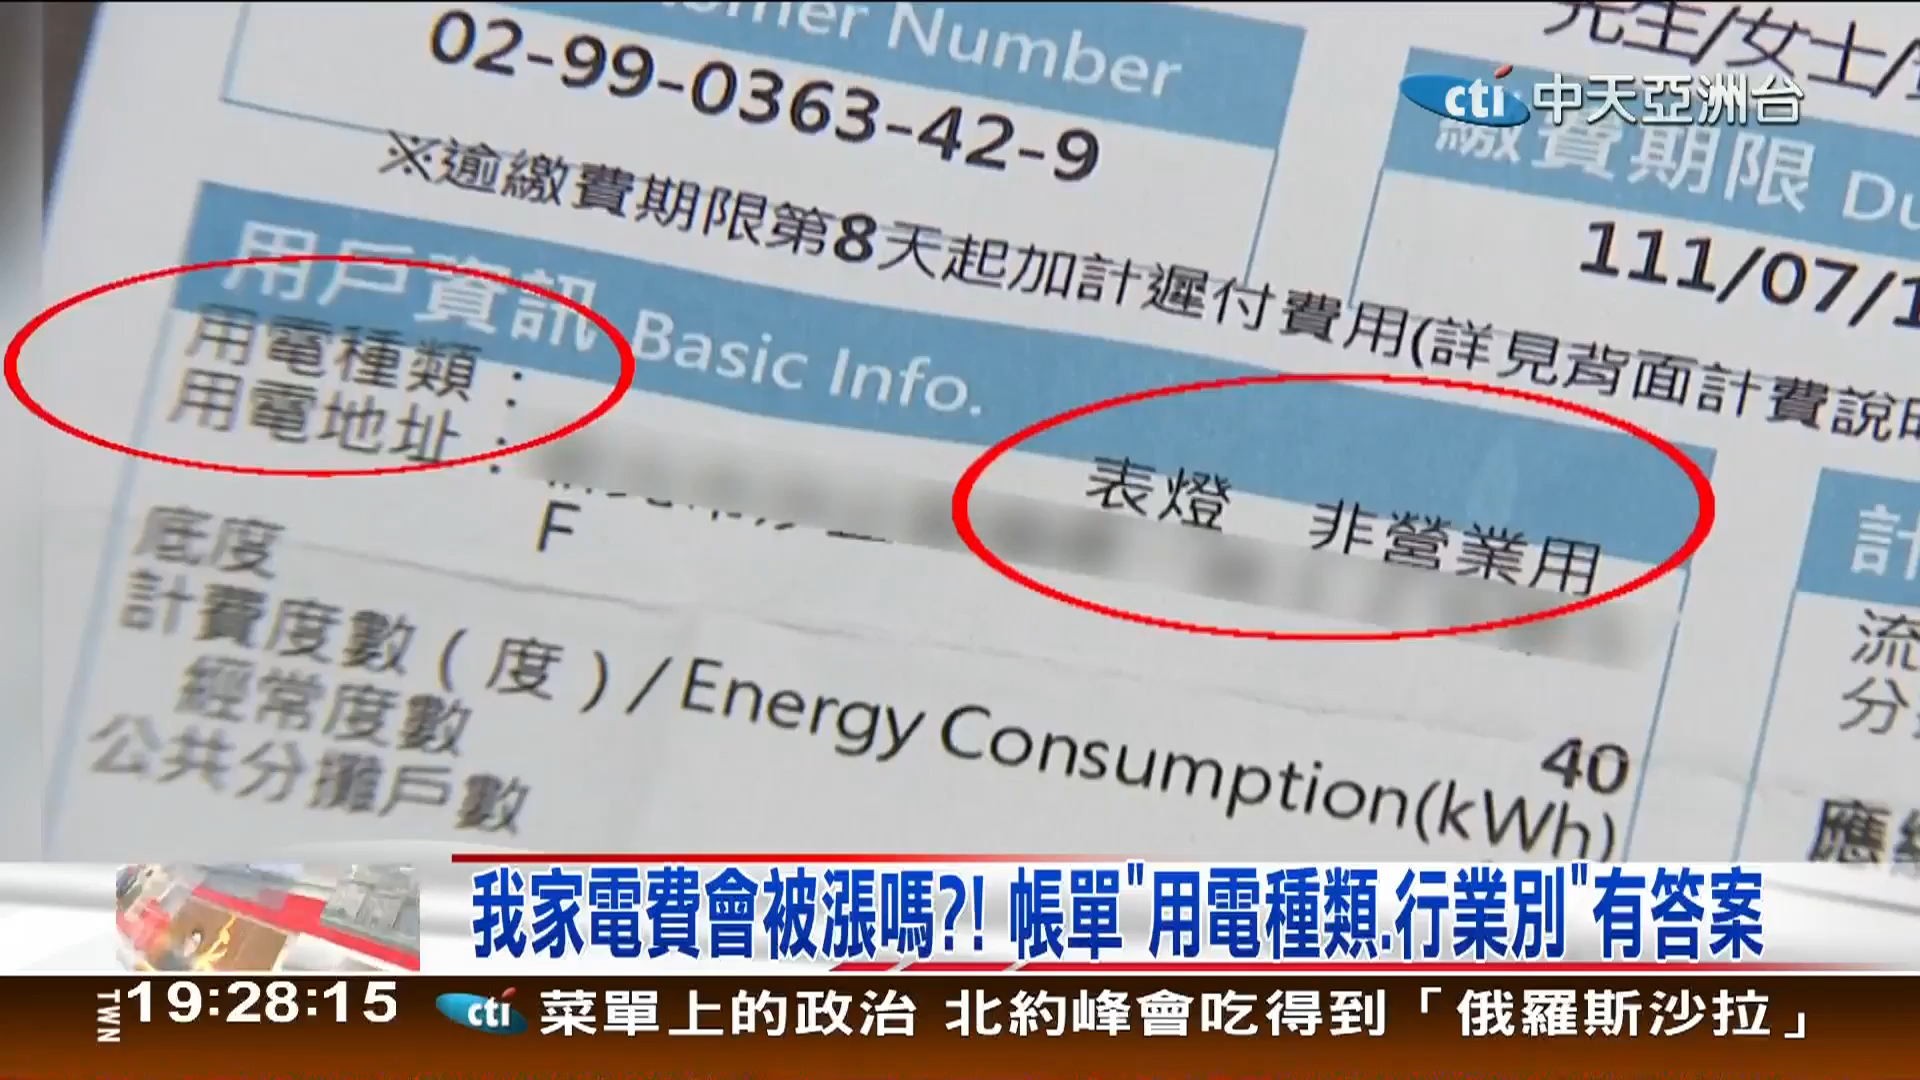 Customer Number
02-99-0363-42-9
※逾繳費期限第8天起加計遲付費用(詳見背面計費說明
先生/女士/
cti 中天亞洲台
繳費期限 Du
111/07/1
用戶資訊 Basic Info.
用電種類：
表燈 非營業用
用電地址：
F
底度
40
計費度數(度)/Energy Consumption(kWh)
經常度數
公共分攤戶數
計
流
分
應繳
我家電費會被漲嗎?! 帳單"用電種類.行業別"有答案
TWN 19:28:15
cti 菜單上的政治 北約峰會吃得到「俄羅斯沙拉」